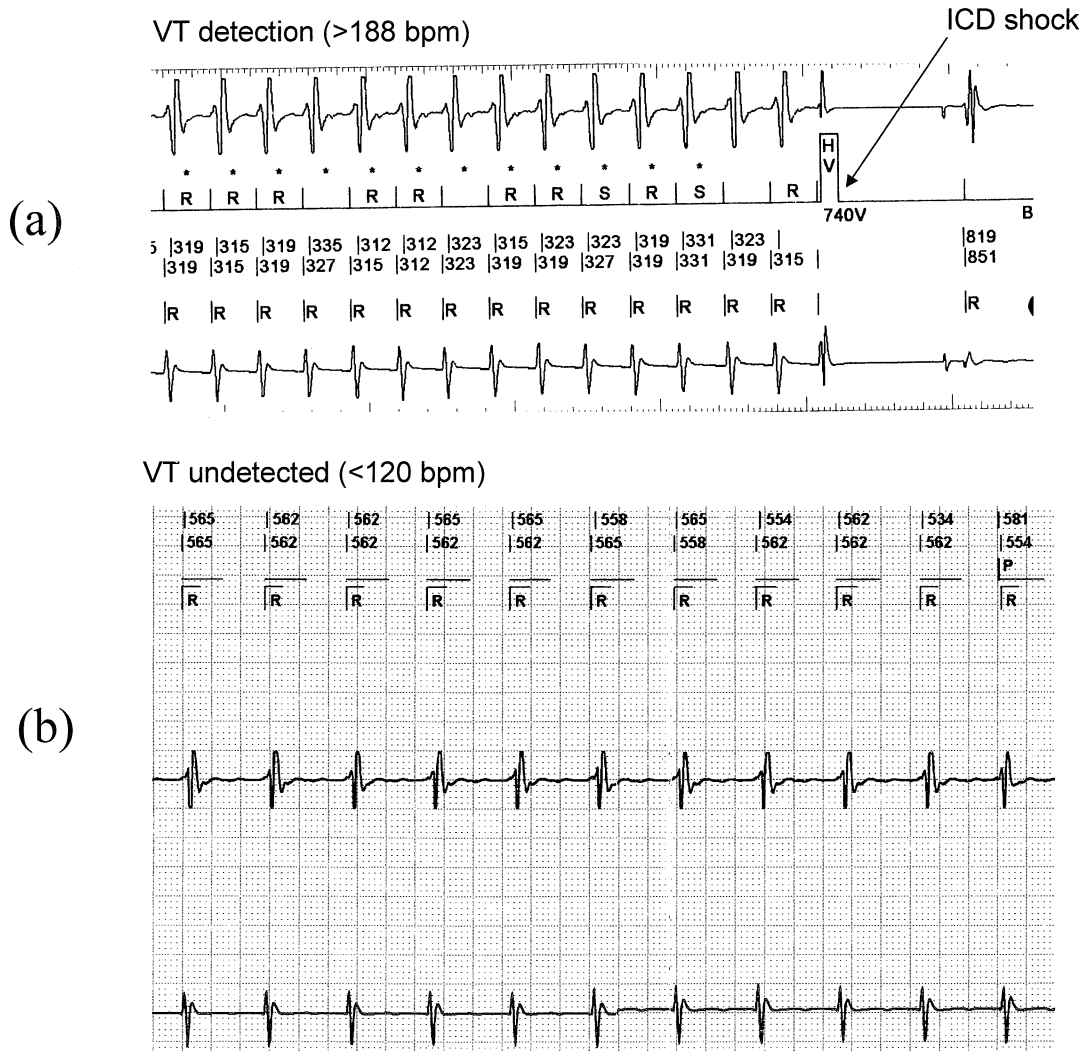 VT detection (>188 bpm)
ICD shock
(a)
* * * * * * * * * * * *
R R R R R R R S R S R
HV
740V
B
5 |319 |315 |319 |335 |312 |312 |323 |315 |323 |323 |319 |331 |323 | |819
|319 |315 |319 |327 |315 |312 |323 |319 |319 |327 |319 |331 |319 |315 | |851
|R |R |R |R |R |R |R |R |R |R |R |R |R |R | |R
VT undetected (<120 bpm)
|565 |562 |562 |565 |565 |558 |565 |554 |562 |534 |581
|565 |562 |562 |562 |562 |565 |558 |562 |562 |562 |554
P
R R R R R R R R R R R
(b)